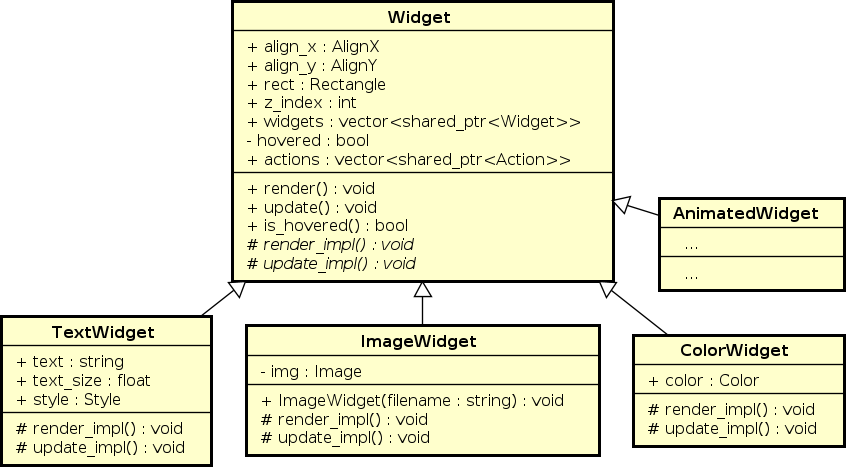 Widget
+ align_x : AlignX
+ align_y : AlignY
+ rect : Rectangle
+ z_index : int
+ widgets : vector<shared_ptr<Widget>>
- hovered : bool
+ actions : vector<shared_ptr<Action>>
+ render() : void
+ update() : void
+ is_hovered() : bool
# render_impl() : void
# update_impl() : void
AnimatedWidget
...
...
TextWidget
+ text : string
+ text_size : float
+ style : Style
# render_impl() : void
# update_impl() : void
ImageWidget
- img : Image
+ ImageWidget(filename : string) : void
# render_impl() : void
# update_impl() : void
ColorWidget
+ color : Color
# render_impl() : void
# update_impl() : void